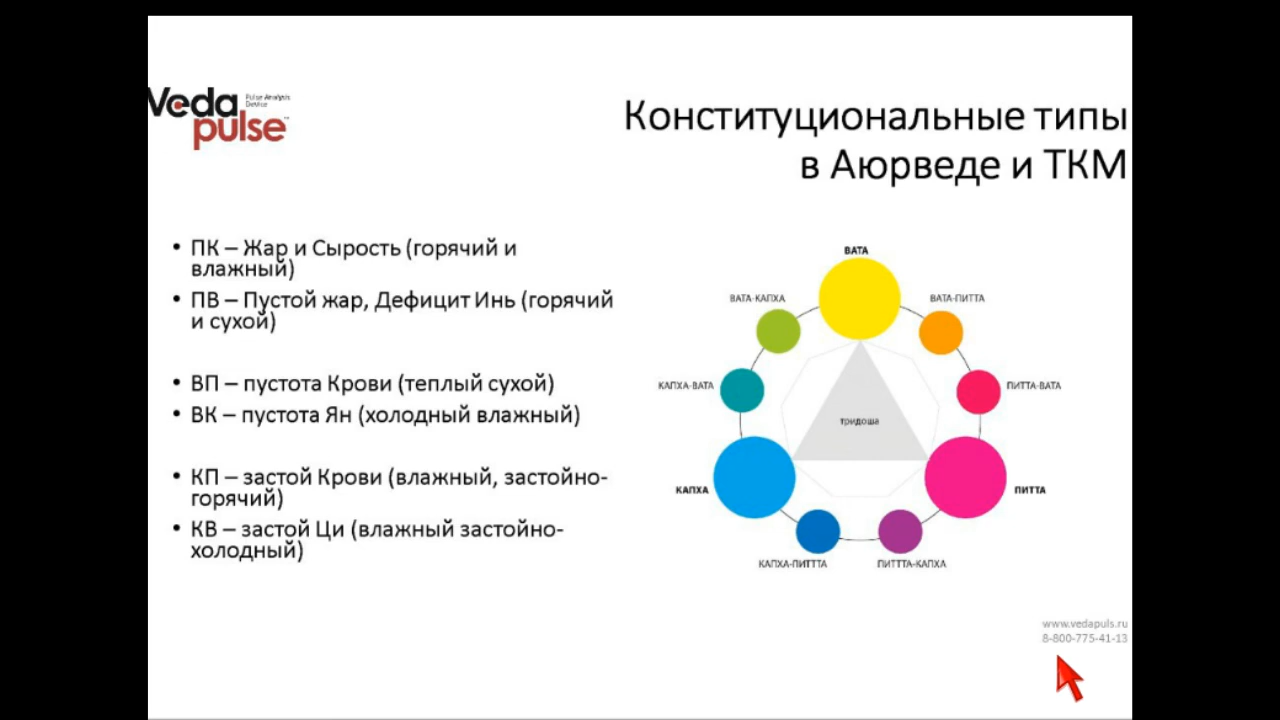 Veda
Pulse Analysis
Device
pulse
™
Конституциональные типы
в Аюрведе и ТКМ
• ПК – Жар и Сырость (горячий и
влажный)
• ПВ – Пустой жар, Дефицит Инь (горячий
и сухой)
• ВП – пустота Крови (теплый сухой)
• ВК – пустота Ян (холодный влажный)
• КП – застой Крови (влажный, застойно-
горячий)
• КВ – застой Ци (влажный застойно-
холодный)
ВАТА
ВАТА-КАПХА
ВАТА-ПИТТА
КАПХА-ВАТА
ПИТТА-ВАТА
тридоша
КАПХА
ПИТТА
КАПХА-ПИТТТА
ПИТТТА-КАПХА
www.vedapuls.ru
8-800-775-41-13